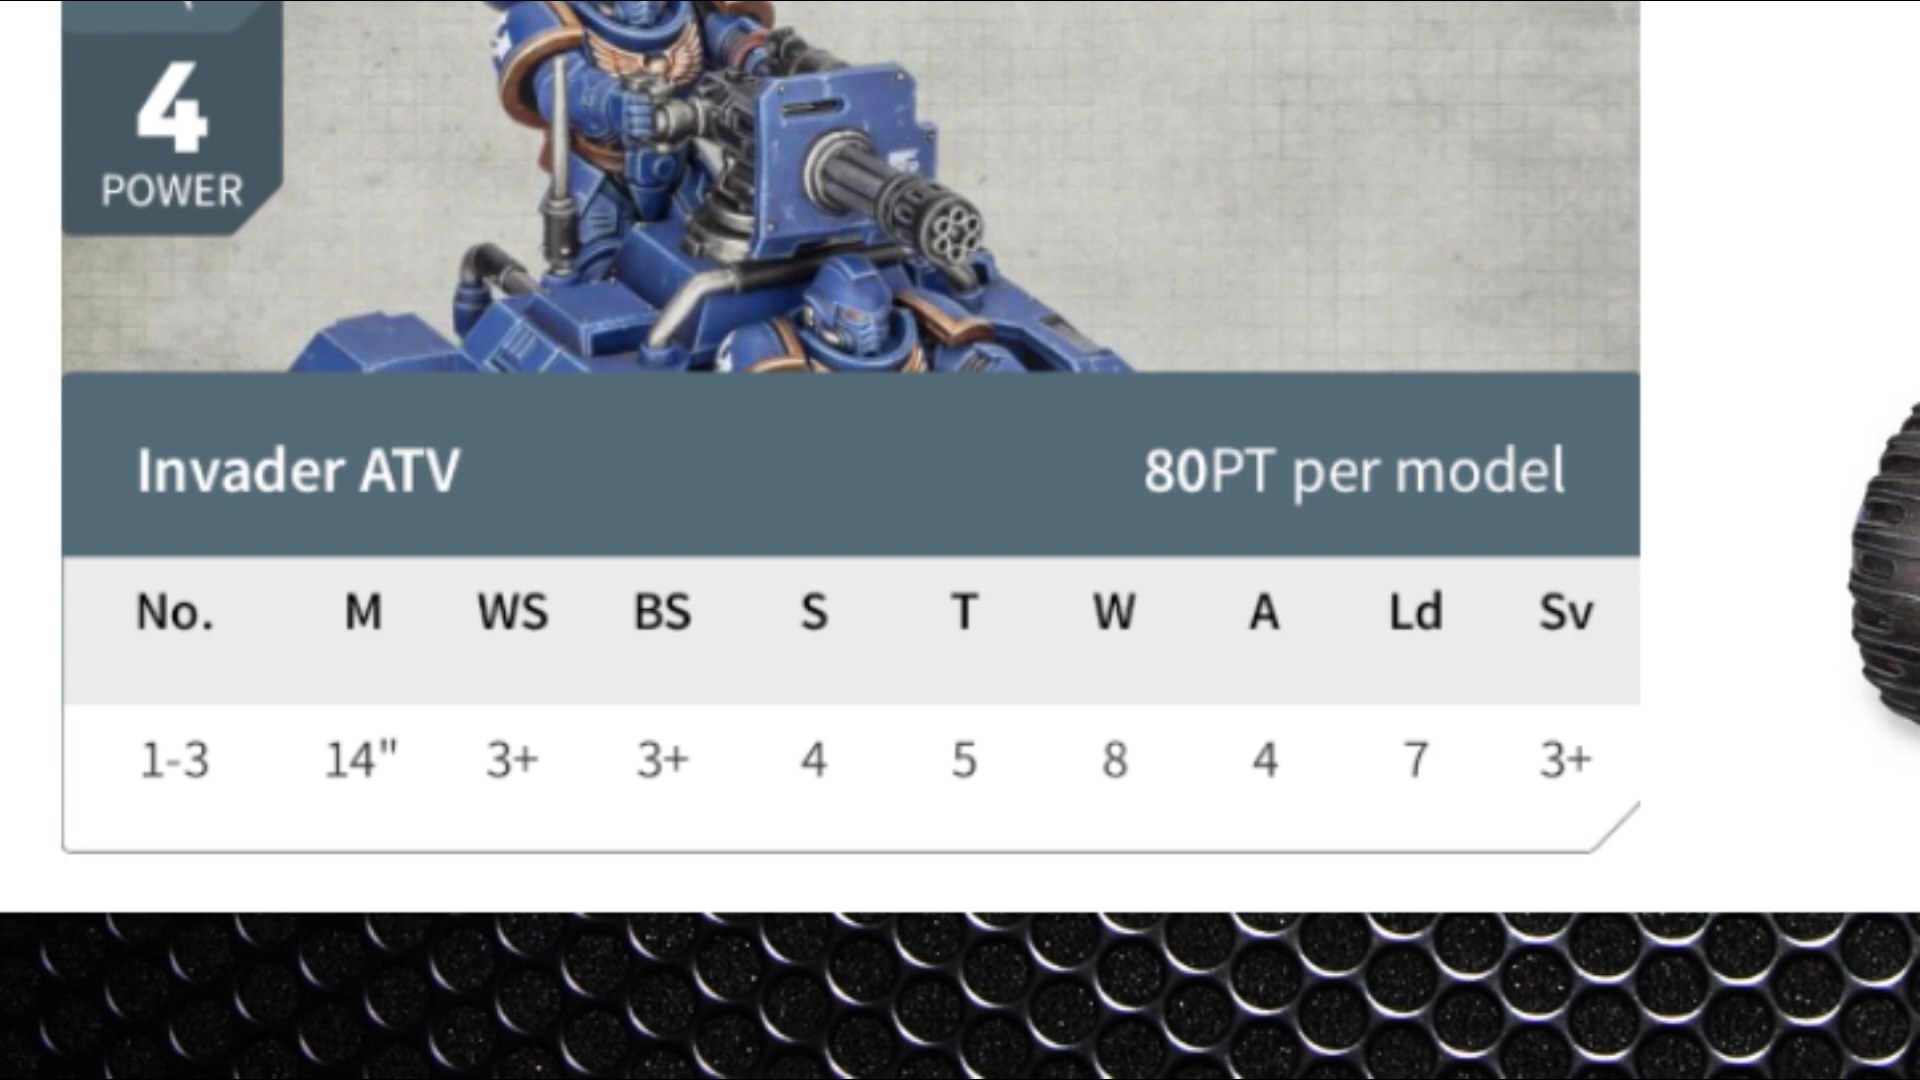 4
POWER
Invader ATV 80PT per model
No. M WS BS S T W A Ld Sv
1-3 14" 3+ 3+ 4 5 8 4 7 3+